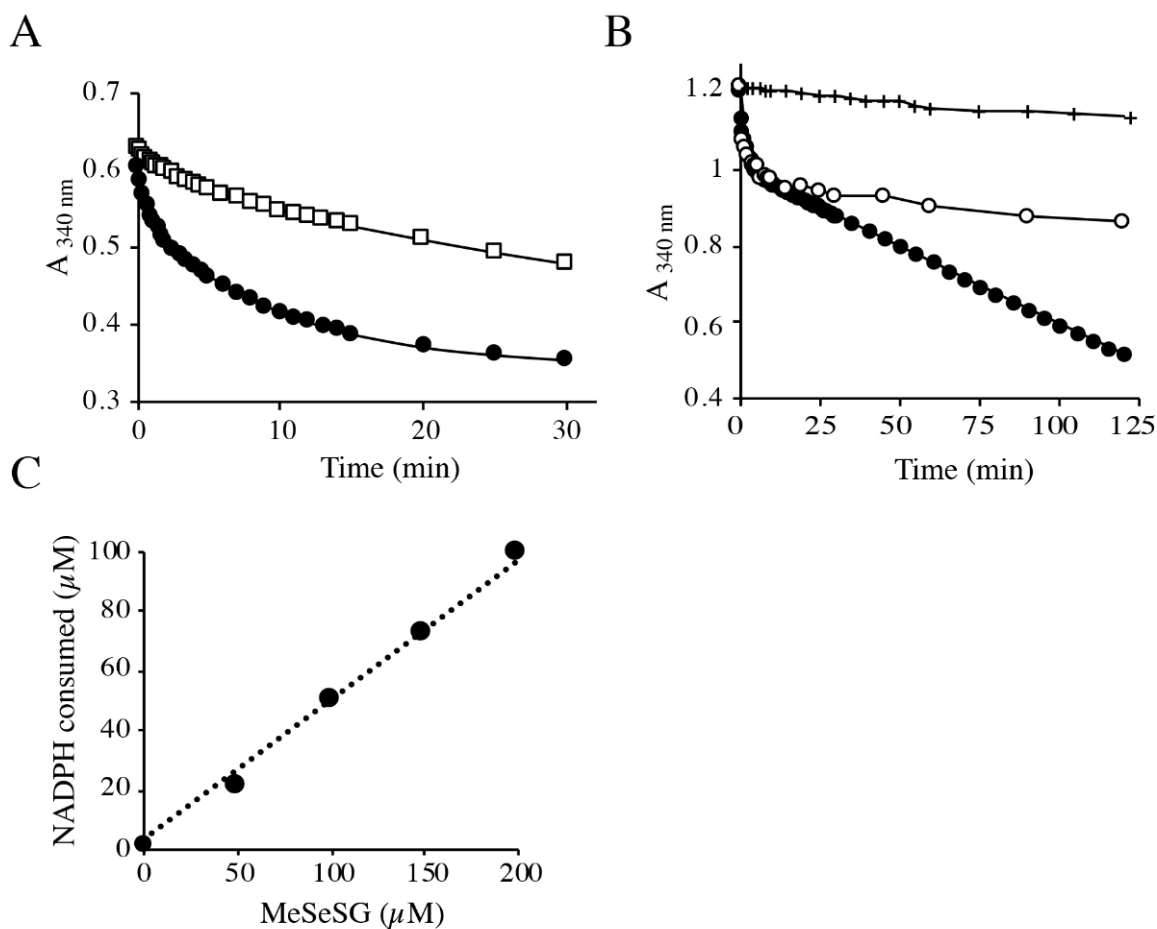 A
0.7
0.6
0.5
0.4
0.3
A 340 nm
0 10 20 30
Time (min)
B
1.2
1
0.8
0.6
0.4
A 340 nm
0 25 50 75 100 125
Time (min)
C
100
80
60
40
20
0
NADPH consumed (µM)
0 50 100 150 200
MeSeSG (µM)